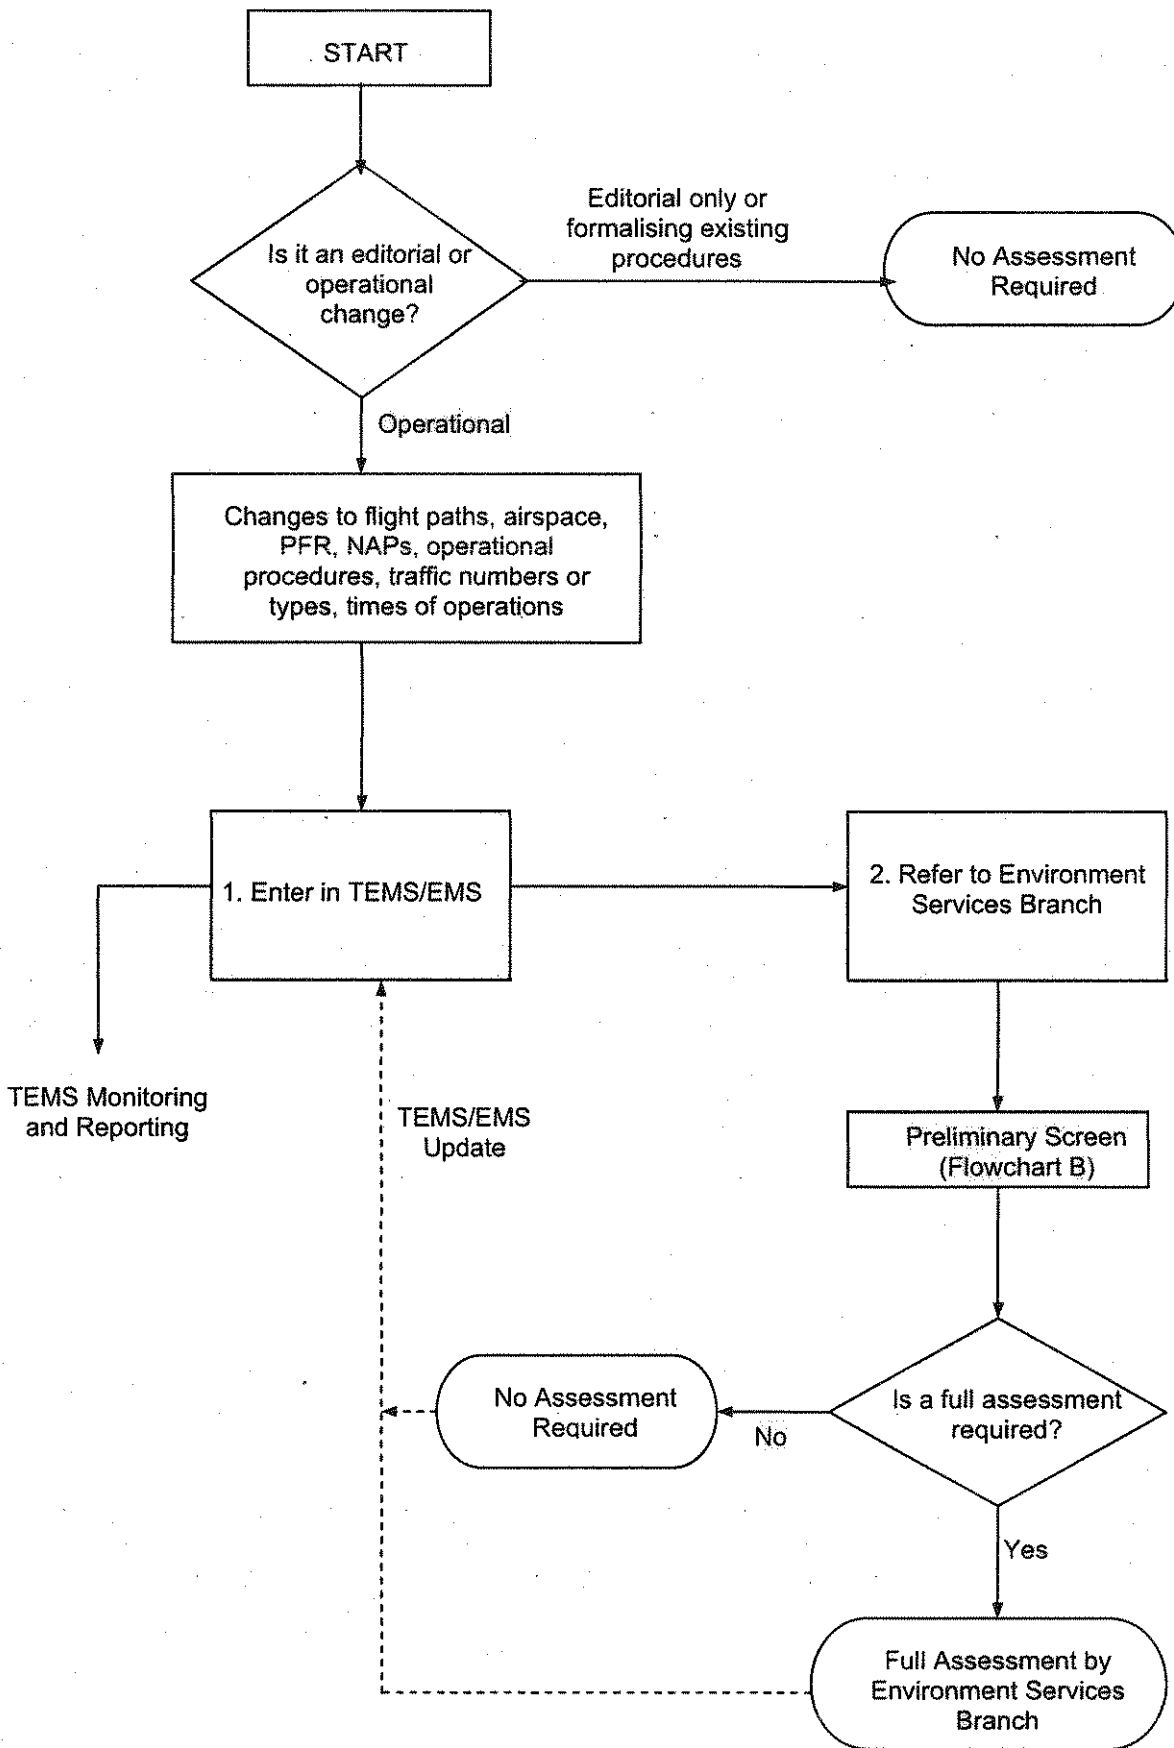 START
Is it an editorial or
operational
change?
Editorial only or
formalising existing
procedures
No Assessment
Required
Operational
Changes to flight paths, airspace,
PFR, NAPs, operational
procedures, traffic numbers or
types, times of operations
1. Enter in TEMS/EMS
2. Refer to Environment
Services Branch
TEMS Monitoring
and Reporting
TEMS/EMS
Update
Preliminary Screen
(Flowchart B)
Is a full assessment
required?
No
No Assessment
Required
Yes
Full Assessment by
Environment Services
Branch